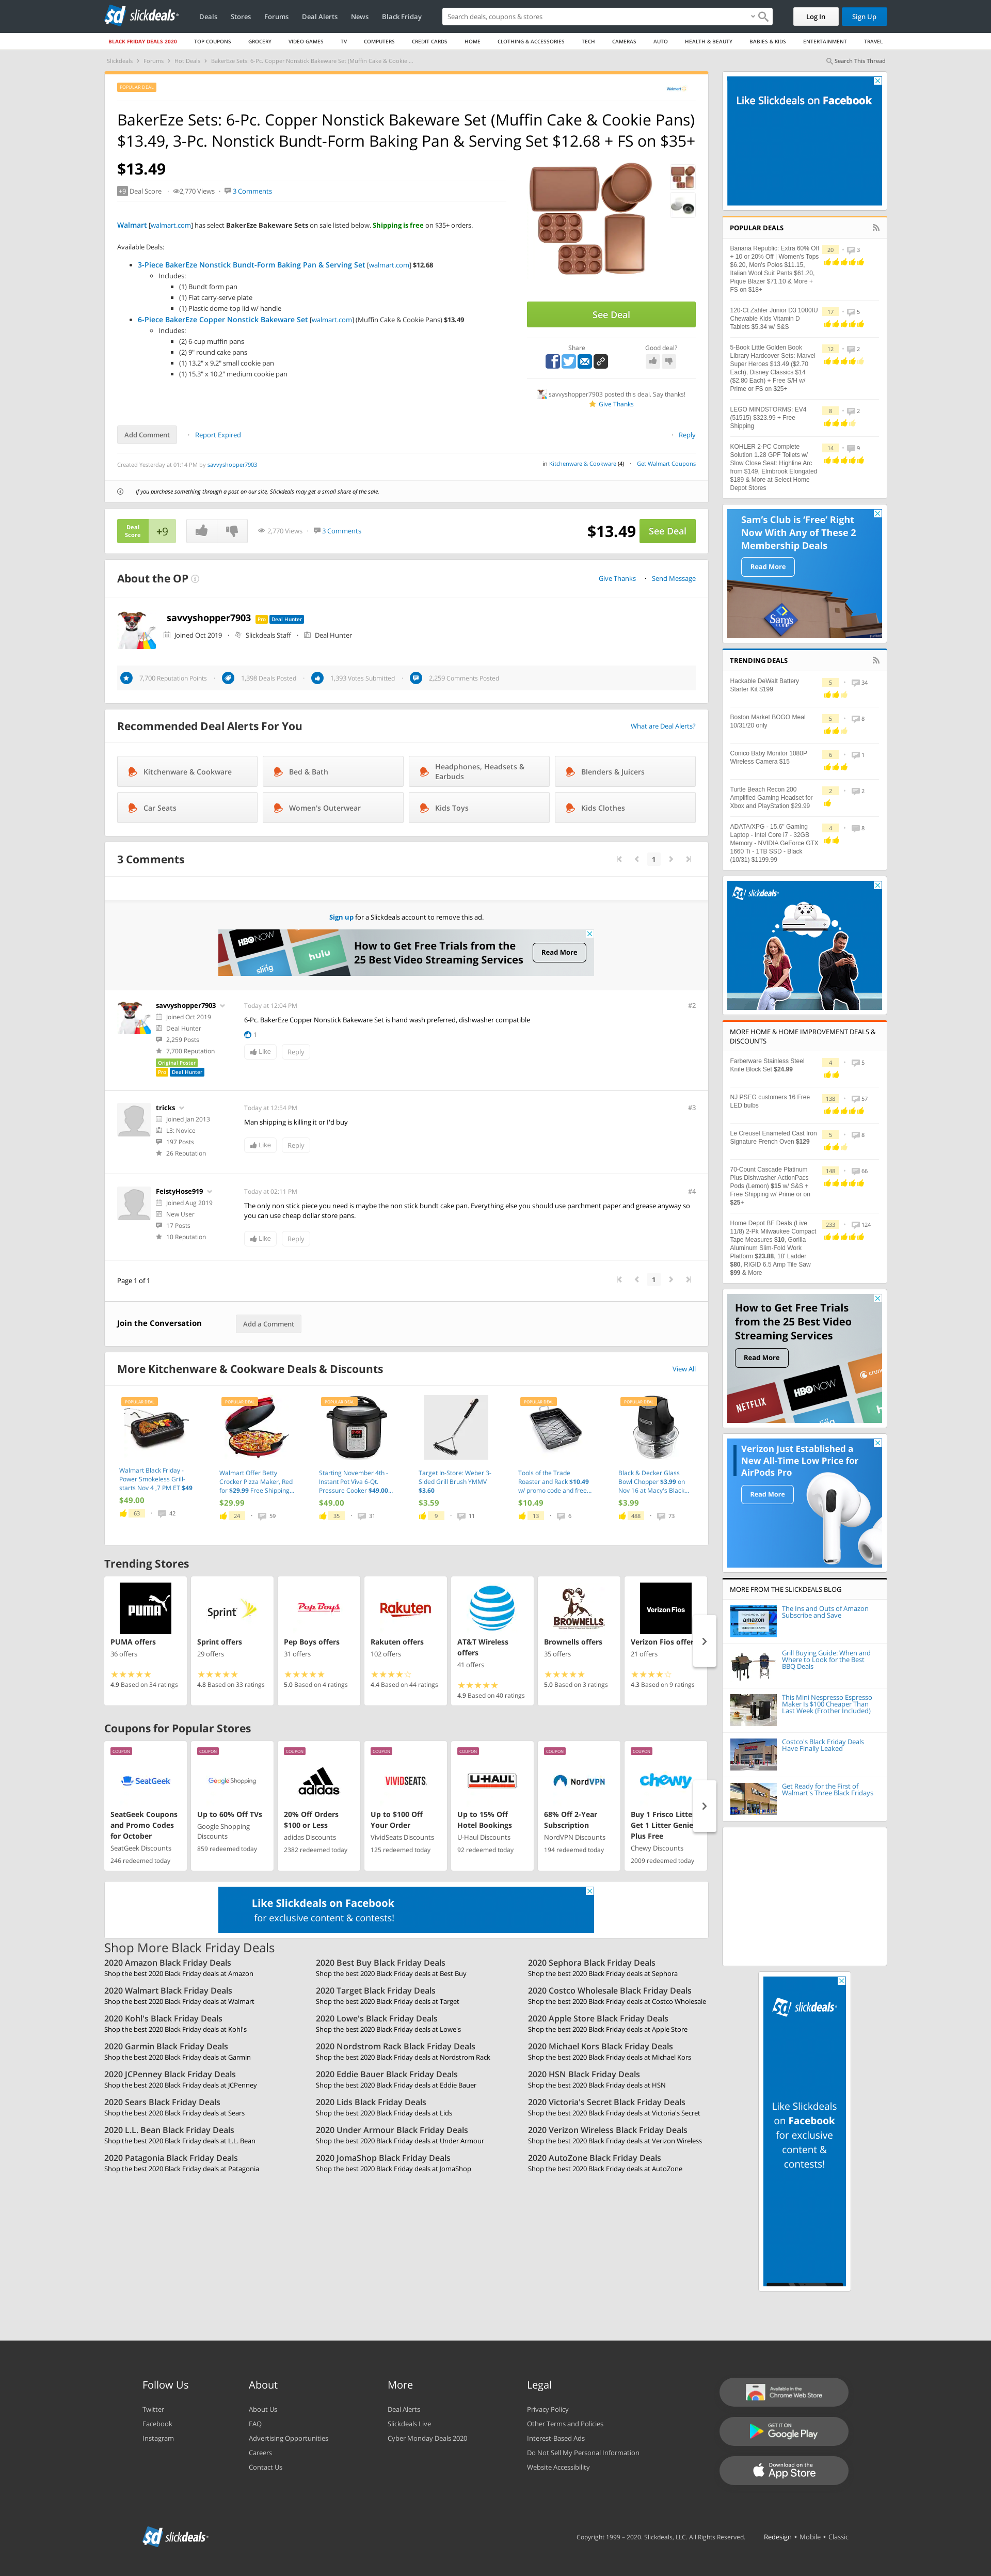 sd slickdeals
Deals Stores Forums Deal Alerts News Black Friday
Search deals, coupons & stores
Log In Sign Up
BLACK FRIDAY DEALS 2020 TOP COUPONS GROCERY VIDEO GAMES TV COMPUTERS CREDIT CARDS HOME CLOTHING & ACCESSORIES TECH CAMERAS AUTO HEALTH & BEAUTY BABIES & KIDS ENTERTAINMENT TRAVEL
Slickdeals Forums Hot Deals BakerEze Sets: 6-Pc. Copper Nonstick Bakeware Set (Muffin Cake & Cookie ...
Search This Thread
POPULAR DEAL
Walmart
BakerEze Sets: 6-Pc. Copper Nonstick Bakeware Set (Muffin Cake & Cookie Pans)
$13.49, 3-Pc. Nonstick Bundt-Form Baking Pan & Serving Set $12.68 + FS on $35+
$13.49
+9 Deal Score 2,770 Views 3 Comments
Walmart [walmart.com] has select BakerEze Bakeware Sets on sale listed below. Shipping is free on $35+ orders.
Available Deals:
3-Piece BakerEze Nonstick Bundt-Form Baking Pan & Serving Set [walmart.com] $12.68
Includes:
(1) Bundt form pan
(1) Flat carry-serve plate
(1) Plastic dome-top lid w/ handle
6-Piece BakerEze Copper Nonstick Bakeware Set [walmart.com] (Muffin Cake & Cookie Pans) $13.49
Includes:
(2) 6-cup muffin pans
(2) 9" round cake pans
(1) 13.2" x 9.2" small cookie pan
(1) 15.3" x 10.2" medium cookie pan
See Deal
Share Good deal?
savvyshopper7903 posted this deal. Say thanks!
Give Thanks
Add Comment Report Expired Reply
Created Yesterday at 01:14 PM by savvyshopper7903
in Kitchenware & Cookware (4) Get Walmart Coupons
If you purchase something through a post on our site, Slickdeals may get a small share of the sale.
Deal Score +9 2,770 Views 3 Comments $13.49 See Deal
About the OP
Give Thanks Send Message
savvyshopper7903 Pro Deal Hunter
Joined Oct 2019 Slickdeals Staff Deal Hunter
7,700 Reputation Points 1,398 Deals Posted 1,393 Votes Submitted 2,259 Comments Posted
Recommended Deal Alerts For You
What are Deal Alerts?
Kitchenware & Cookware Bed & Bath Headphones, Headsets & Earbuds Blenders & Juicers
Car Seats Women's Outerwear Kids Toys Kids Clothes
3 Comments
1
Sign up for a Slickdeals account to remove this ad.
HBO NOW
sling
hulu
How to Get Free Trials from the
25 Best Video Streaming Services
Read More
savvyshopper7903
Joined Oct 2019
Deal Hunter
2,259 Posts
7,700 Reputation
Original Poster
Pro Deal Hunter
Today at 12:04 PM #2
6-Pc. BakerEze Copper Nonstick Bakeware Set is hand wash preferred, dishwasher compatible
1
Like Reply
tricks
Joined Jan 2013
L3: Novice
197 Posts
26 Reputation
Today at 12:54 PM #3
Man shipping is killing it or I'd buy
Like Reply
FeistyHose919
Joined Aug 2019
New User
17 Posts
10 Reputation
Today at 02:11 PM #4
The only non stick piece you need is maybe the non stick bundt cake pan. Everything else you should use parchment paper and grease anyway so
you can use cheap dollar store pans.
Like Reply
Page 1 of 1
1
Join the Conversation Add a Comment
More Kitchenware & Cookware Deals & Discounts
View All
POPULAR DEAL
Walmart Black Friday - Power Smokeless Grill- starts Nov 4 ,7 PM ET $49
$49.00
63 42
POPULAR DEAL
Walmart Offer Betty Crocker Pizza Maker, Red for $29.99 Free Shipping...
$29.99
24 59
POPULAR DEAL
Starting November 4th - Instant Pot Viva 6-Qt. Pressure Cooker $49.00...
$49.00
35 31
Target In-Store: Weber 3-Sided Grill Brush YMMV $3.60
$3.59
9 11
POPULAR DEAL
Tools of the Trade Roaster and Rack $10.49 w/ promo code and free...
$10.49
13 6
POPULAR DEAL
Black & Decker Glass Bowl Chopper $3.99 on Nov 16 at Macy's Black...
$3.99
488 73
Trending Stores
PUMA
PUMA offers
36 offers
4.9 Based on 34 ratings
Sprint
Sprint offers
29 offers
4.8 Based on 33 ratings
Pep Boys
Pep Boys offers
31 offers
5.0 Based on 4 ratings
Rakuten
Rakuten offers
102 offers
4.4 Based on 44 ratings
AT&T Wireless offers
41 offers
4.9 Based on 40 ratings
BROWNELLS
Brownells offers
35 offers
5.0 Based on 3 ratings
Verizon Fios
Verizon Fios offer
21 offers
4.3 Based on 9 ratings
Coupons for Popular Stores
COUPON
SeatGeek
SeatGeek Coupons and Promo Codes for October
SeatGeek Discounts
246 redeemed today
COUPON
Google Shopping
Up to 60% Off TVs
Google Shopping Discounts
859 redeemed today
COUPON
adidas
20% Off Orders $100 or Less
adidas Discounts
2382 redeemed today
COUPON
VIVIDSEATS
Up to $100 Off Your Order
VividSeats Discounts
125 redeemed today
COUPON
U-HAUL
Up to 15% Off Hotel Bookings
U-Haul Discounts
92 redeemed today
COUPON
NordVPN
68% Off 2-Year Subscription
NordVPN Discounts
194 redeemed today
COUPON
chewy
Buy 1 Frisco Litter Get 1 Litter Genie Plus Free
Chewy Discounts
2009 redeemed today
Like Slickdeals on Facebook
for exclusive content & contests!
Shop More Black Friday Deals
2020 Amazon Black Friday Deals
Shop the best 2020 Black Friday deals at Amazon
2020 Best Buy Black Friday Deals
Shop the best 2020 Black Friday deals at Best Buy
2020 Sephora Black Friday Deals
Shop the best 2020 Black Friday deals at Sephora
2020 Walmart Black Friday Deals
Shop the best 2020 Black Friday deals at Walmart
2020 Target Black Friday Deals
Shop the best 2020 Black Friday deals at Target
2020 Costco Wholesale Black Friday Deals
Shop the best 2020 Black Friday deals at Costco Wholesale
2020 Kohl's Black Friday Deals
Shop the best 2020 Black Friday deals at Kohl's
2020 Lowe's Black Friday Deals
Shop the best 2020 Black Friday deals at Lowe's
2020 Apple Store Black Friday Deals
Shop the best 2020 Black Friday deals at Apple Store
2020 Garmin Black Friday Deals
Shop the best 2020 Black Friday deals at Garmin
2020 Nordstrom Rack Black Friday Deals
Shop the best 2020 Black Friday deals at Nordstrom Rack
2020 Michael Kors Black Friday Deals
Shop the best 2020 Black Friday deals at Michael Kors
2020 JCPenney Black Friday Deals
Shop the best 2020 Black Friday deals at JCPenney
2020 Eddie Bauer Black Friday Deals
Shop the best 2020 Black Friday deals at Eddie Bauer
2020 HSN Black Friday Deals
Shop the best 2020 Black Friday deals at HSN
2020 Sears Black Friday Deals
Shop the best 2020 Black Friday deals at Sears
2020 Lids Black Friday Deals
Shop the best 2020 Black Friday deals at Lids
2020 Victoria's Secret Black Friday Deals
Shop the best 2020 Black Friday deals at Victoria's Secret
2020 L.L. Bean Black Friday Deals
Shop the best 2020 Black Friday deals at L.L. Bean
2020 Under Armour Black Friday Deals
Shop the best 2020 Black Friday deals at Under Armour
2020 Verizon Wireless Black Friday Deals
Shop the best 2020 Black Friday deals at Verizon Wireless
2020 Patagonia Black Friday Deals
Shop the best 2020 Black Friday deals at Patagonia
2020 JomaShop Black Friday Deals
Shop the best 2020 Black Friday deals at JomaShop
2020 AutoZone Black Friday Deals
Shop the best 2020 Black Friday deals at AutoZone
Like Slickdeals on Facebook
POPULAR DEALS
Banana Republic: Extra 60% Off + 10 or 20% Off | Women's Tops $6.20, Men's Polos $11.15, Italian Wool Suit Pants $61.20, Pique Blazer $71.10 & More + FS on $18+
20 3
120-Ct Zahler Junior D3 1000IU Chewable Kids Vitamin D Tablets $5.34 w/ S&S
17 5
5-Book Little Golden Book Library Hardcover Sets: Marvel Super Heroes $13.49 ($2.70 Each), Disney Classics $14 ($2.80 Each) + Free S/H w/ Prime or FS on $25+
12 2
LEGO MINDSTORMS: EV4 (51515) $323.99 + Free Shipping
8 2
KOHLER 2-PC Complete Solution 1.28 GPF Toilets w/ Slow Close Seat: Highline Arc from $149, Elmbrook Elongated $189 & More at Select Home Depot Stores
14 9
Sam's Club is 'Free' Right
Now With Any of These 2
Membership Deals
Read More
Sam's
TRENDING DEALS
Hackable DeWalt Battery Starter Kit $199
5 34
Boston Market BOGO Meal 10/31/20 only
5 8
Conico Baby Monitor 1080P Wireless Camera $15
6 1
Turtle Beach Recon 200 Amplified Gaming Headset for Xbox and PlayStation $29.99
2 2
ADATA/XPG - 15.6" Gaming Laptop - Intel Core i7 - 32GB Memory - NVIDIA GeForce GTX 1660 Ti - 1TB SSD - Black (10/31) $1199.99
4 8
sd slickdeals
MORE HOME & HOME IMPROVEMENT DEALS & DISCOUNTS
Farberware Stainless Steel Knife Block Set $24.99
4 5
NJ PSEG customers 16 Free LED bulbs
138 57
Le Creuset Enameled Cast Iron Signature French Oven $129
5 8
70-Count Cascade Platinum Plus Dishwasher ActionPacs Pods (Lemon) $15 w/ S&S + Free Shipping w/ Prime or on $25+
148 66
Home Depot BF Deals (Live 11/8) 2-Pk Milwaukee Compact Tape Measures $10, Gorilla Aluminum Slim-Fold Work Platform $23.88, 18' Ladder $80, RIGID 6.5 Amp Tile Saw $99 & More
233 124
How to Get Free Trials
from the 25 Best Video
Streaming Services
Read More
NETFLIX
HBO NOW
hulu
crunchy
Verizon Just Established a
New All-Time Low Price for
AirPods Pro
Read More
MORE FROM THE SLICKDEALS BLOG
The Ins and Outs of Amazon Subscribe and Save
Grill Buying Guide: When and Where to Look for the Best BBQ Deals
This Mini Nespresso Espresso Maker Is $100 Cheaper Than Last Week (Frother Included)
Costco's Black Friday Deals Have Finally Leaked
Get Ready for the First of Walmart's Three Black Fridays
sd slickdeals
Like Slickdeals
on Facebook
for exclusive
content &
contests!
Follow Us
Twitter
Facebook
Instagram
About
About Us
FAQ
Advertising Opportunities
Careers
Contact Us
More
Deal Alerts
Slickdeals Live
Cyber Monday Deals 2020
Legal
Privacy Policy
Other Terms and Policies
Interest-Based Ads
Do Not Sell My Personal Information
Website Accessibility
Available in the Chrome Web Store
GET IT ON Google Play
Download on the App Store
sd slickdeals
Copyright 1999 – 2020. Slickdeals, LLC. All Rights Reserved. Redesign • Mobile • Classic